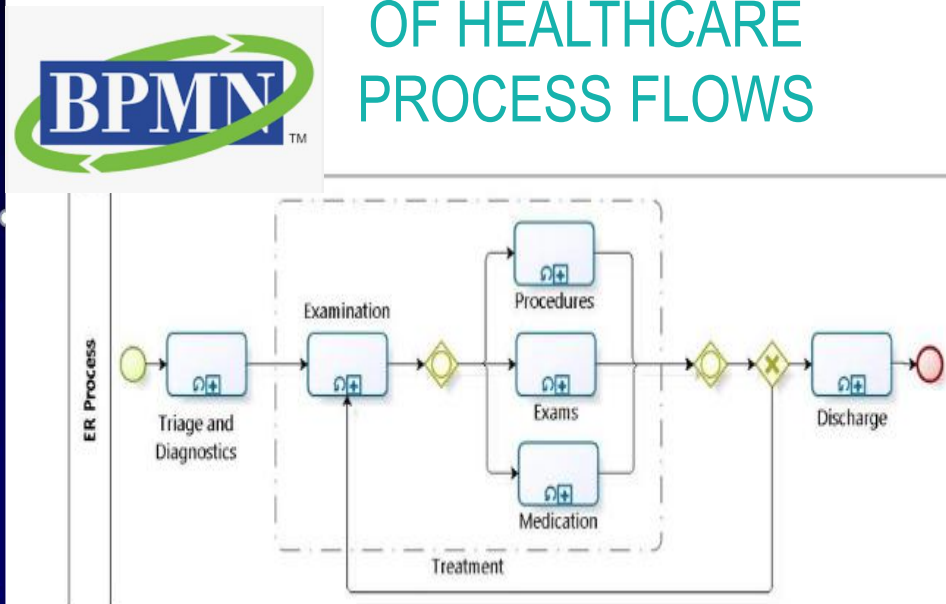 OF HEALTHCARE
PROCESS FLOWS
BPMN
TM
ER Process
Examination
Procedures
Triage and
Diagnostics
Exams
Discharge
Medication
Treatment